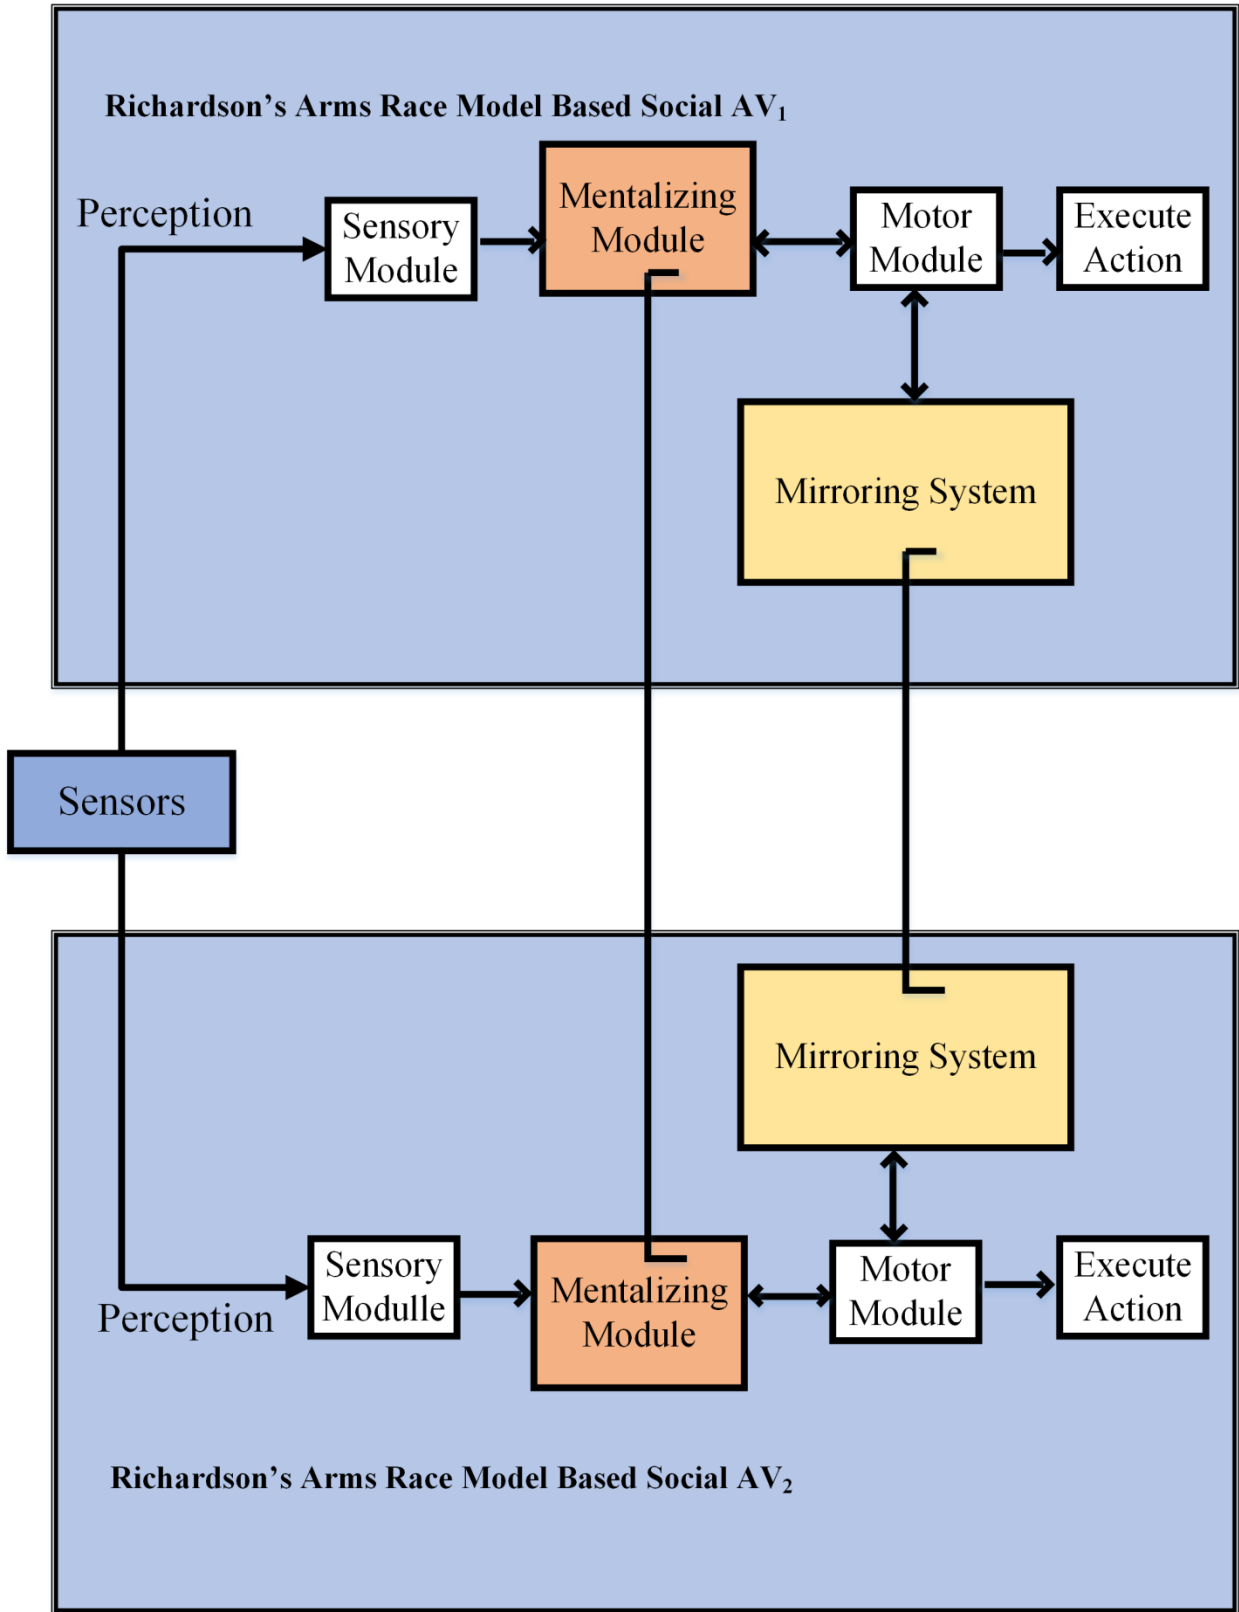 Richardson's Arms Race Model Based Social AV₁
Perception
Sensory
Module
Mentalizing
Module
Motor
Module
Execute
Action
Mirroring System
Sensors
Mirroring System
Perception
Sensory
Modulle
Mentalizing
Module
Motor
Module
Execute
Action
Richardson's Arms Race Model Based Social AV₂